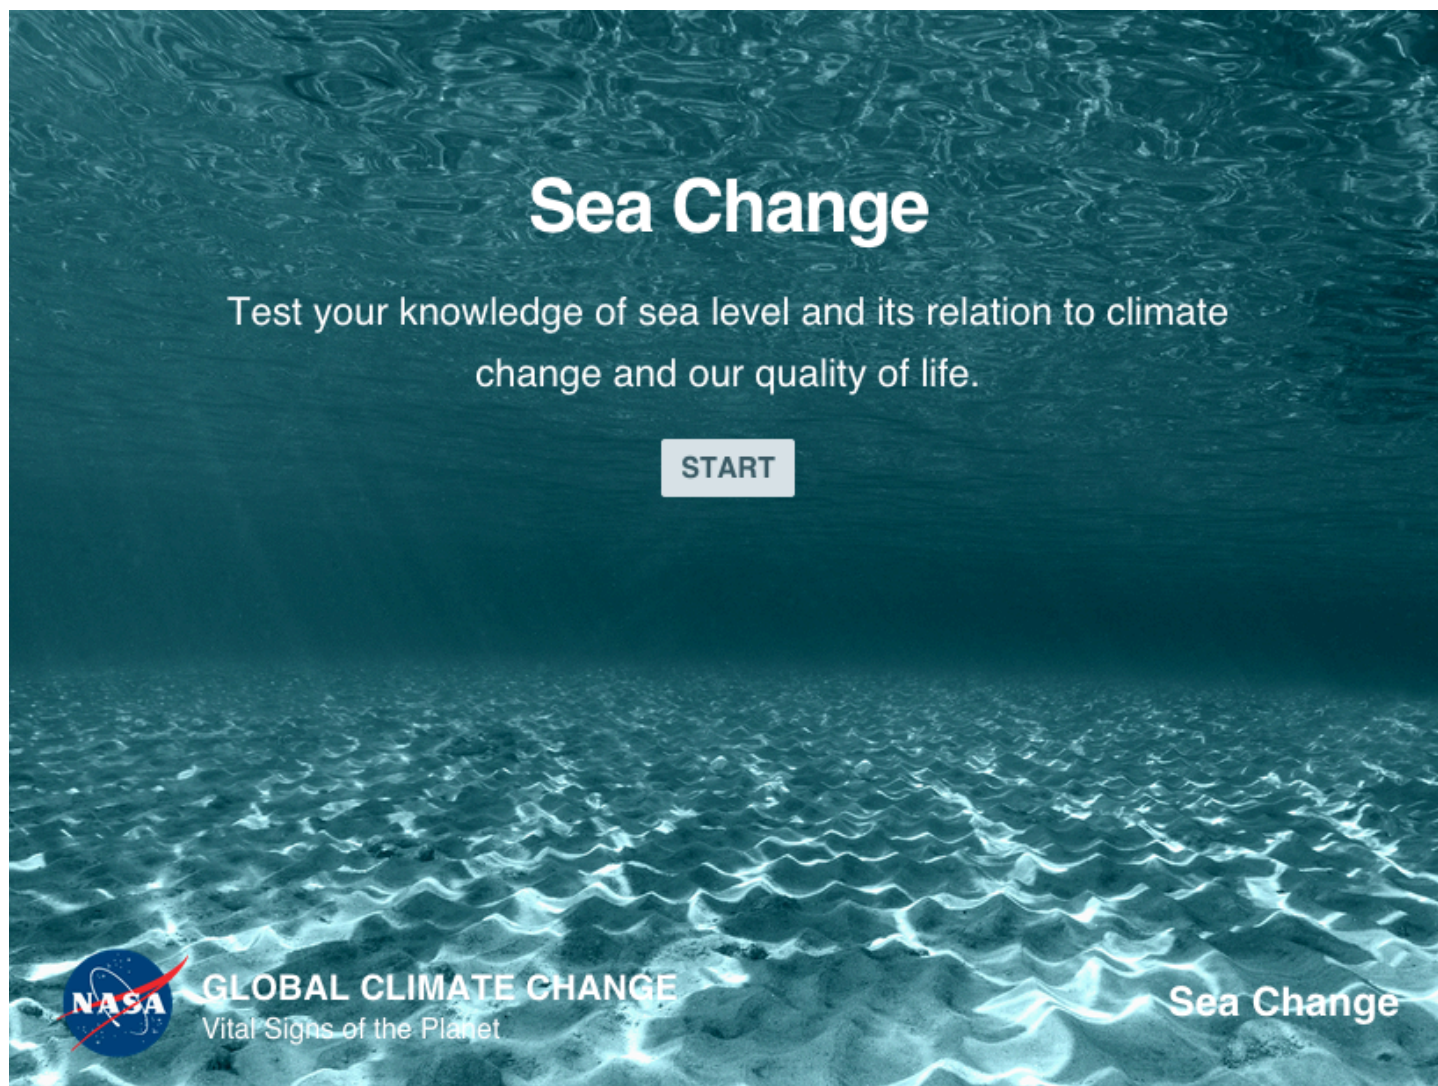 Sea Change
Test your knowledge of sea level and its relation to climate
change and our quality of life.
START
NASA
GLOBAL CLIMATE CHANGE
Vital Signs of the Planet
Sea Change